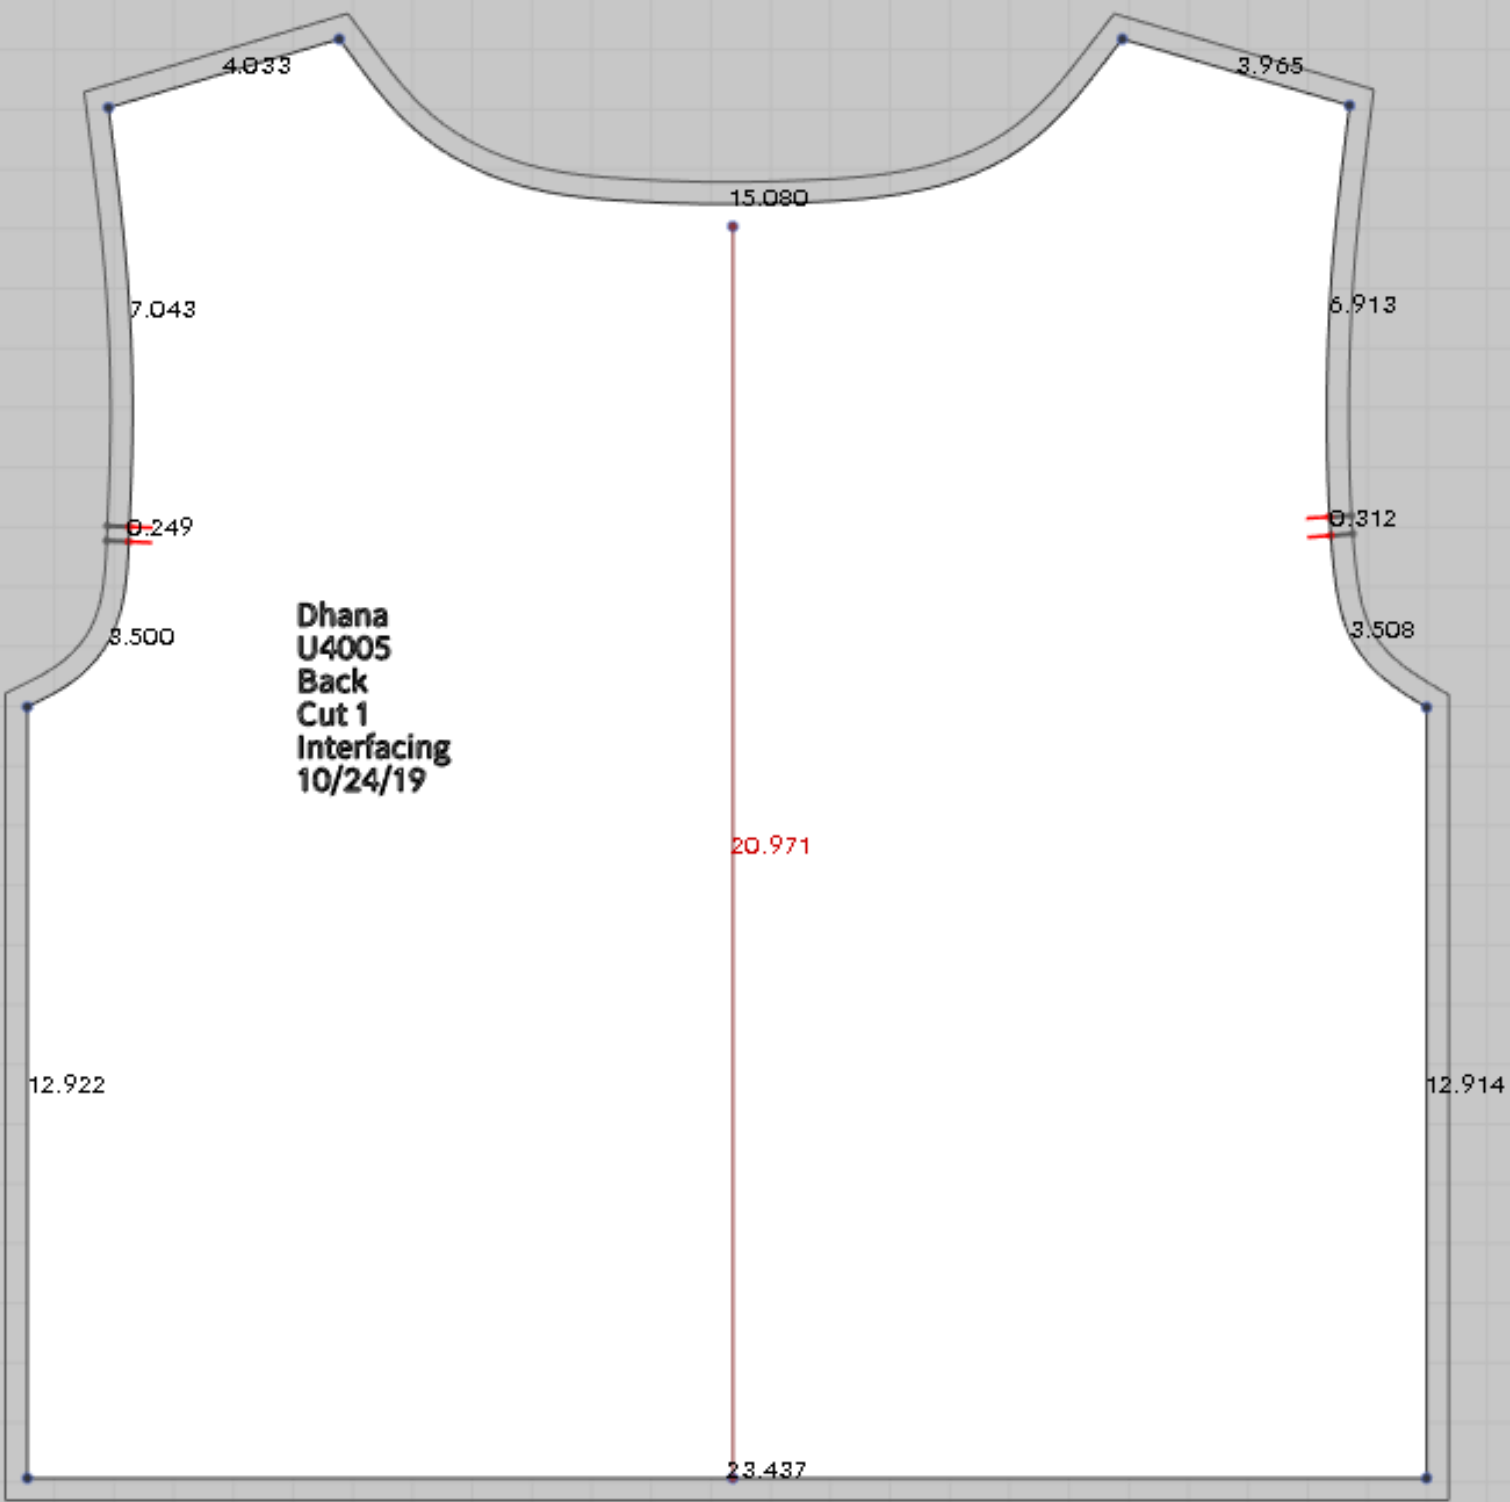 4.033
3.965
15.080
7.043
6.913
0.249
0.312
3.500
3.508
Dhana
U4005
Back
Cut 1
Interfacing
10/24/19
20.971
12.922
12.914
23.437